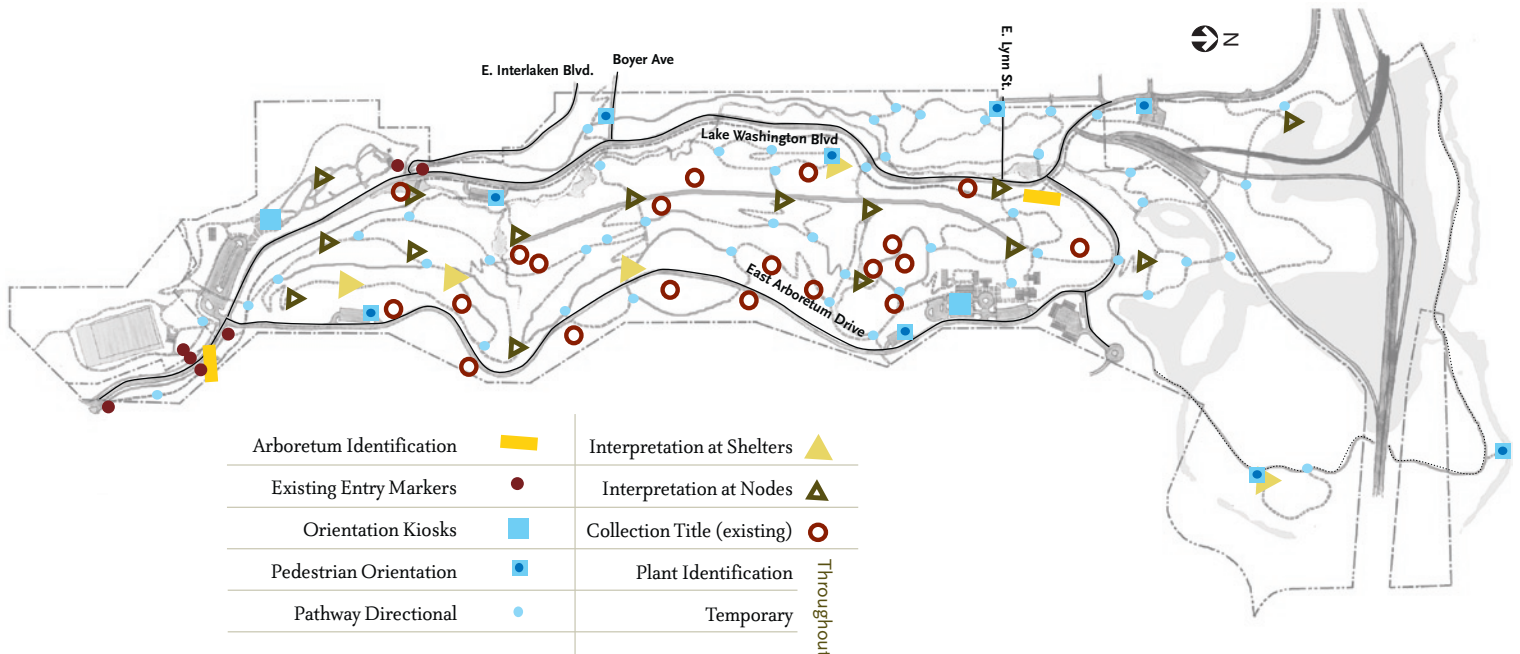 E. Interlaken Blvd.
Boyer Ave
E. Lynn St.
N
Lake Washington Blvd
East Arboretum Drive
Arboretum Identification
Existing Entry Markers
Orientation Kiosks
Pedestrian Orientation
Pathway Directional
Interpretation at Shelters
Interpretation at Nodes
Collection Title (existing)
Plant Identification
Temporary
Throughout